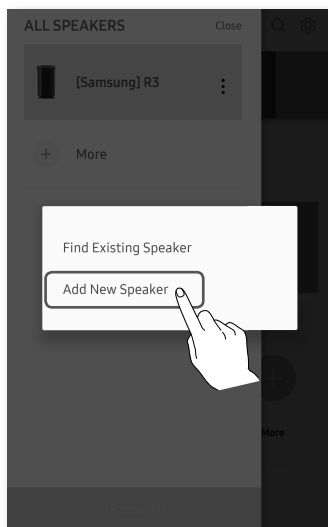 ALL SPEAKERS Close
[Samsung] R3
More
Find Existing Speaker
Add New Speaker
More